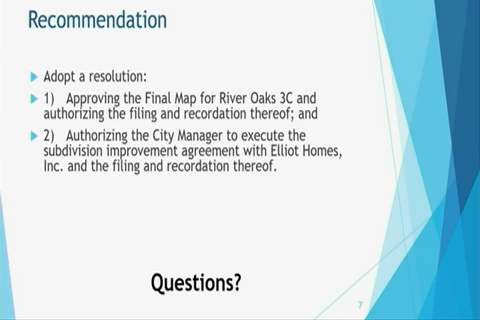 Recommendation
Adopt a resolution:
1) Approving the Final Map for River Oaks 3C and
authorizing the filing and recordation thereof; and
2) Authorizing the City Manager to execute the
subdivision improvement agreement with Elliot Homes,
Inc. and the filing and recordation thereof.
Questions?
7